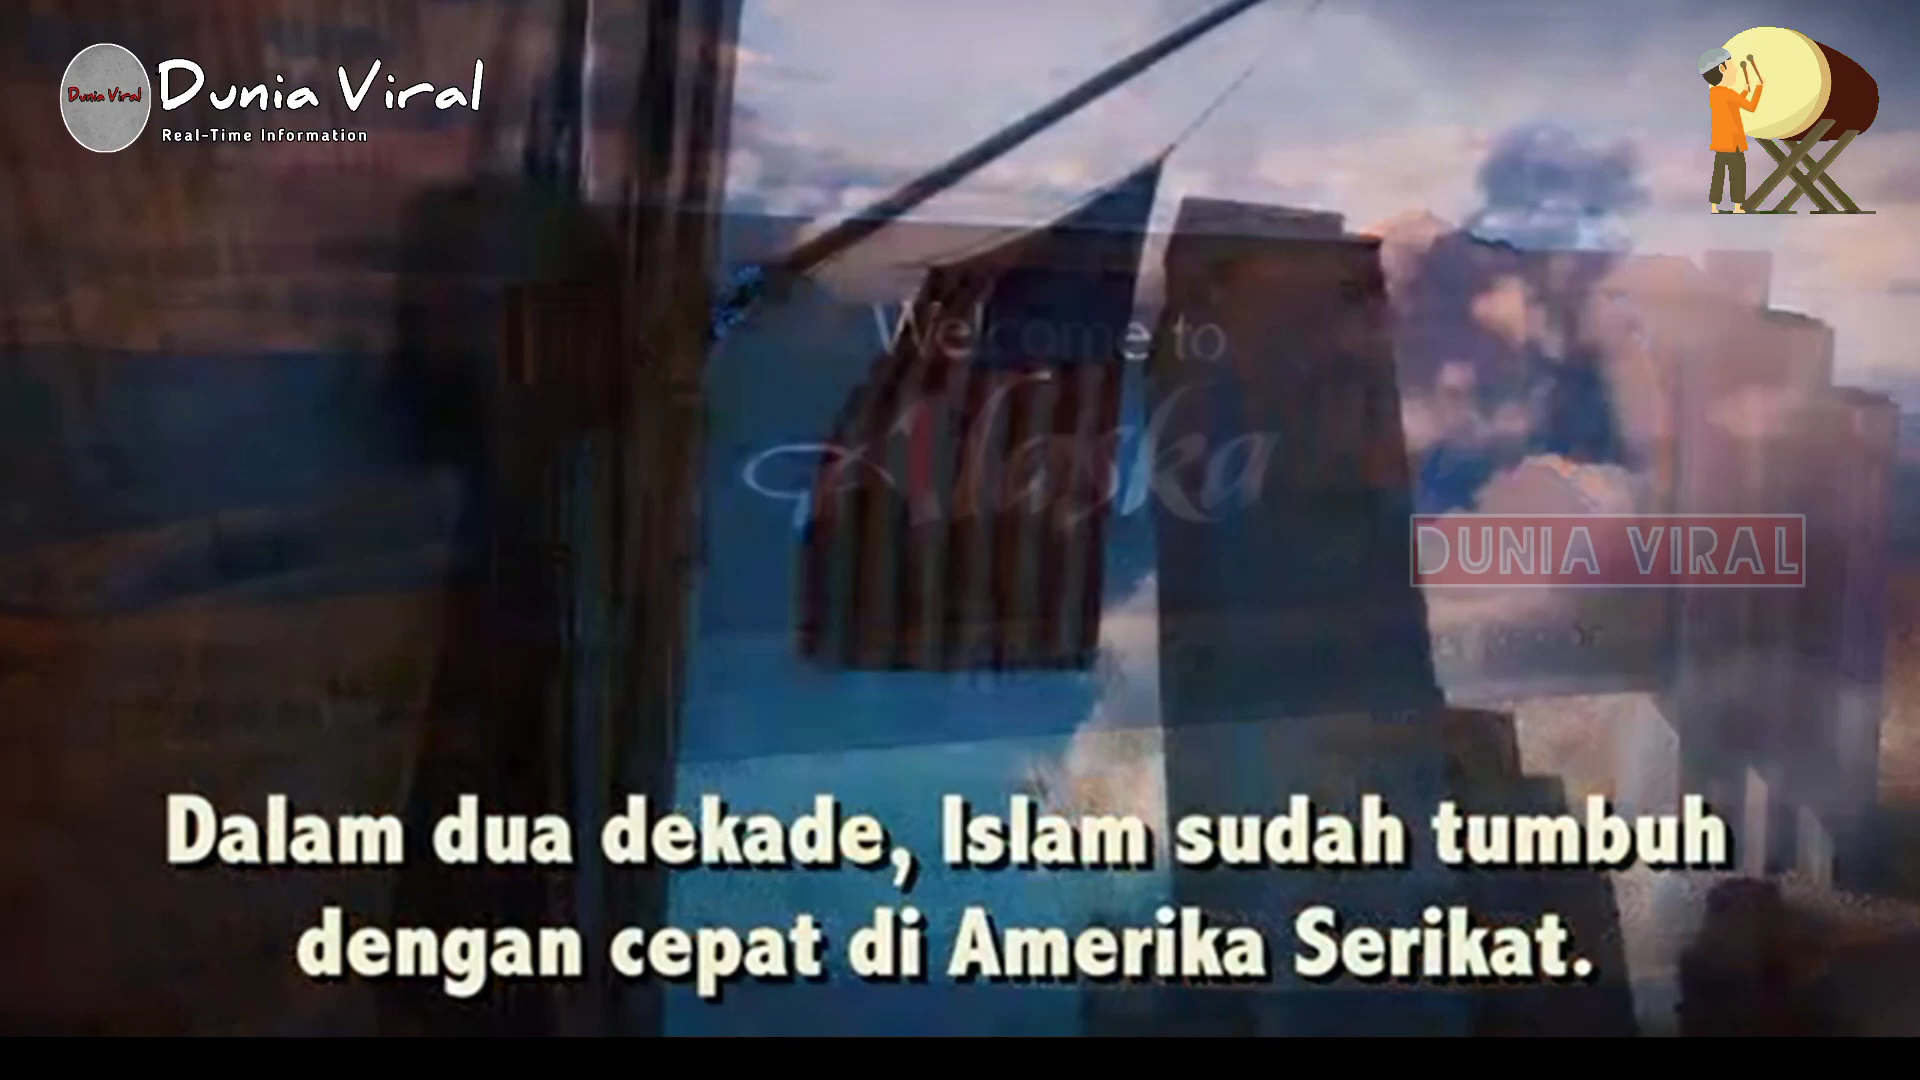 Dunia Viral
Dunia Viral
Real-Time Information
Welcome to
Alaska
DUNIA VIRAL
Dalam dua dekade, Islam sudah tumbuh
dengan cepat di Amerika Serikat.